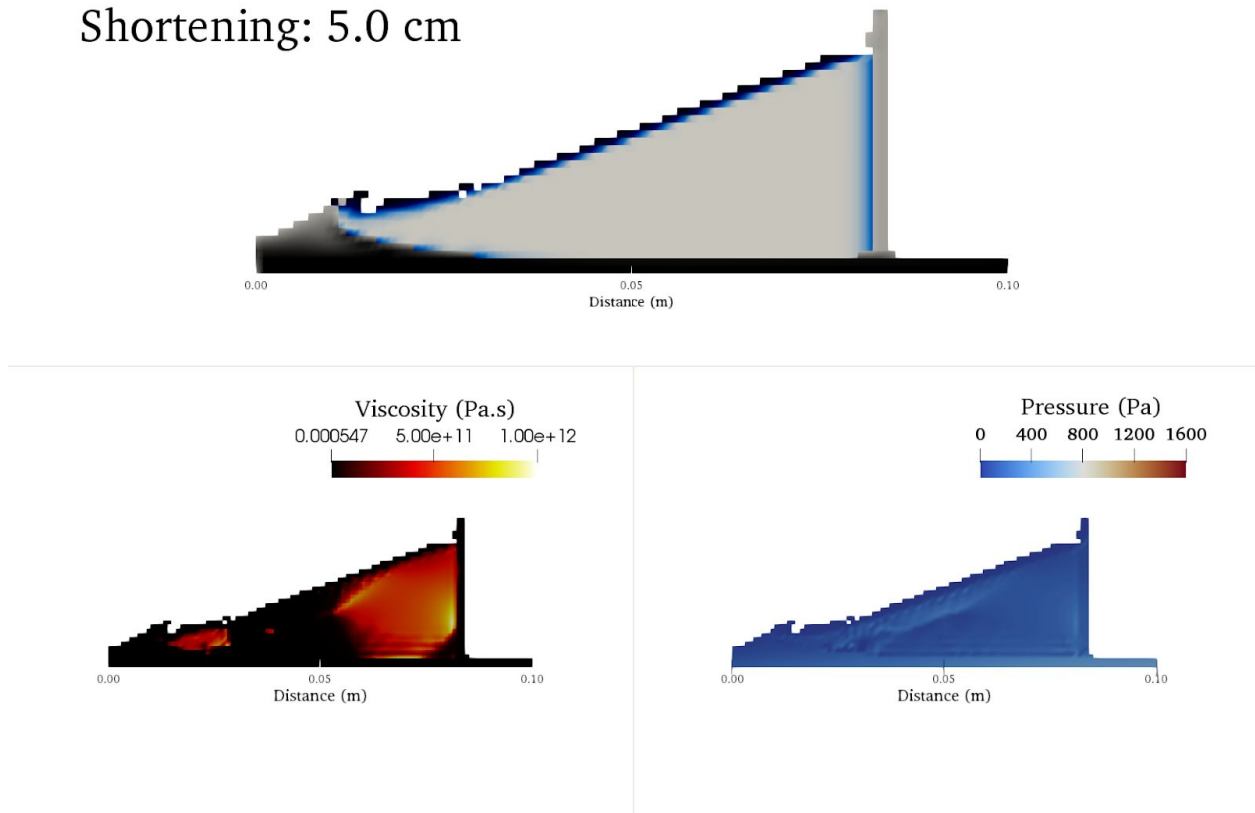 Shortening: 5.0 cm
0.00 0.05 0.10
Distance (m)
Viscosity (Pa.s)
0.000547 5.00e+11 1.00e+12
0.00 0.05 0.10
Distance (m)
Pressure (Pa)
0 400 800 1200 1600
0.00 0.05 0.10
Distance (m)